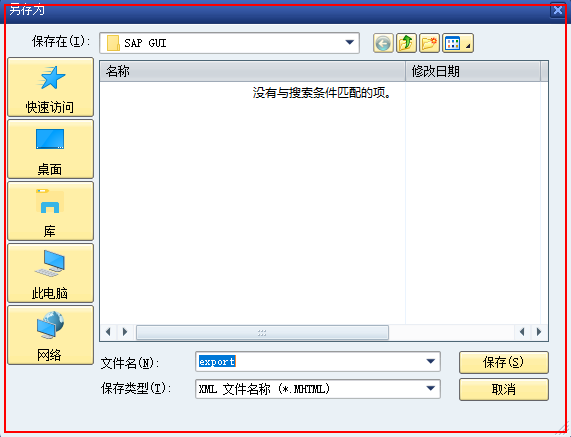 另存为
保存在(I):
SAP GUI
名称
修改日期
没有与搜索条件匹配的项。
快速访问
桌面
库
此电脑
网络
文件名(N):
export
保存(S)
保存类型(T):
XML 文件名称 (*.MHTML)
取消